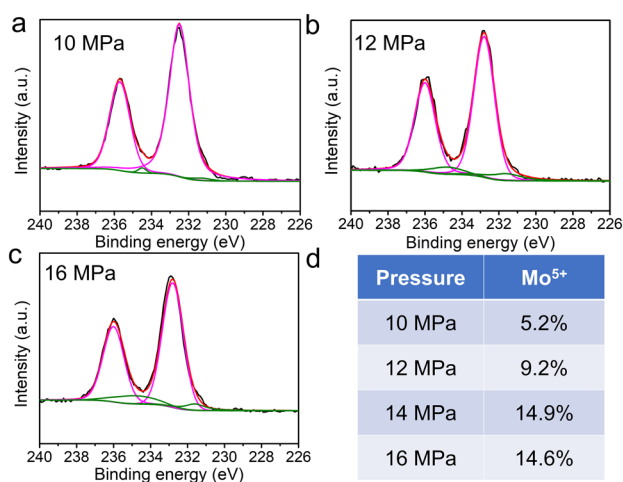 a
10 MPa
Intensity (a.u.)
240 238 236 234 232 230 228 226
Binding energy (eV)
b
12 MPa
Intensity (a.u.)
240 238 236 234 232 230 228 226
Binding energy (eV)
c
16 MPa
Intensity (a.u.)
240 238 236 234 232 230 228 226
Binding energy (eV)
d
Pressure Mo⁵⁺
10 MPa 5.2%
12 MPa 9.2%
14 MPa 14.9%
16 MPa 14.6%